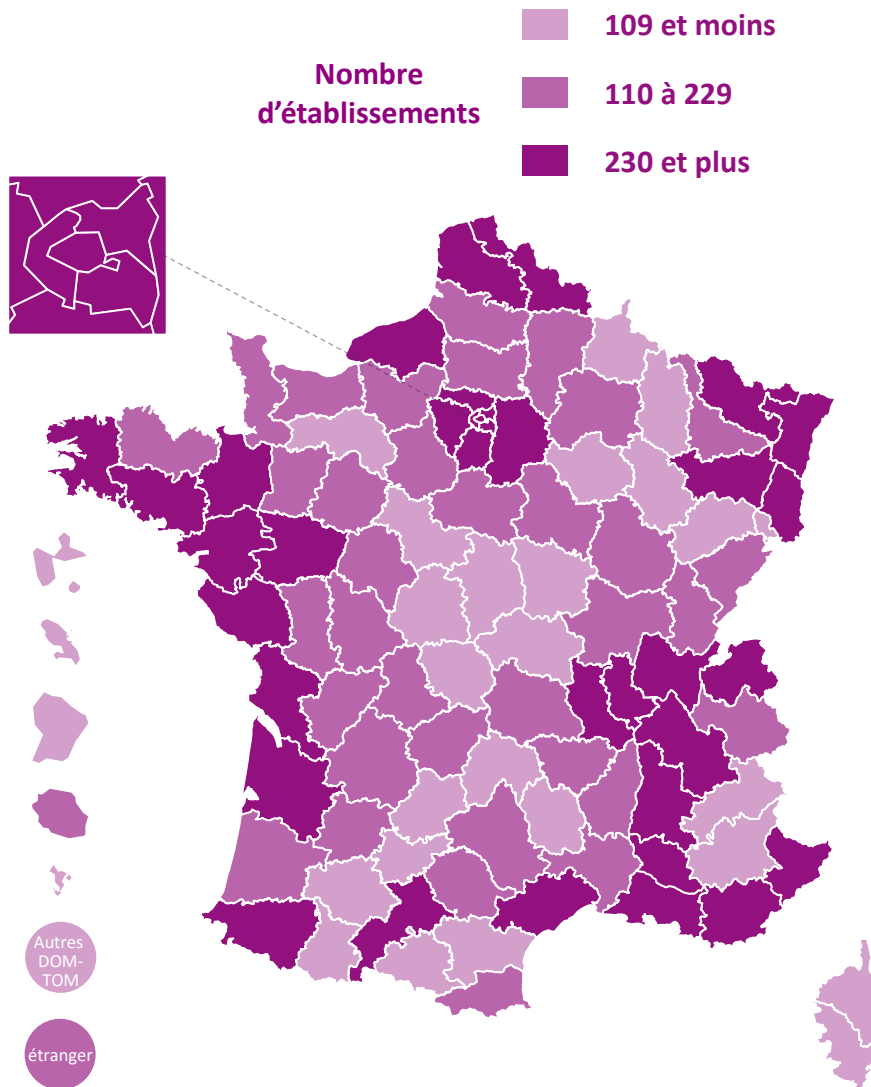 109 et moins
Nombre
d'établissements
110 à 229
230 et plus
Autres
DOM-
TOM
étranger